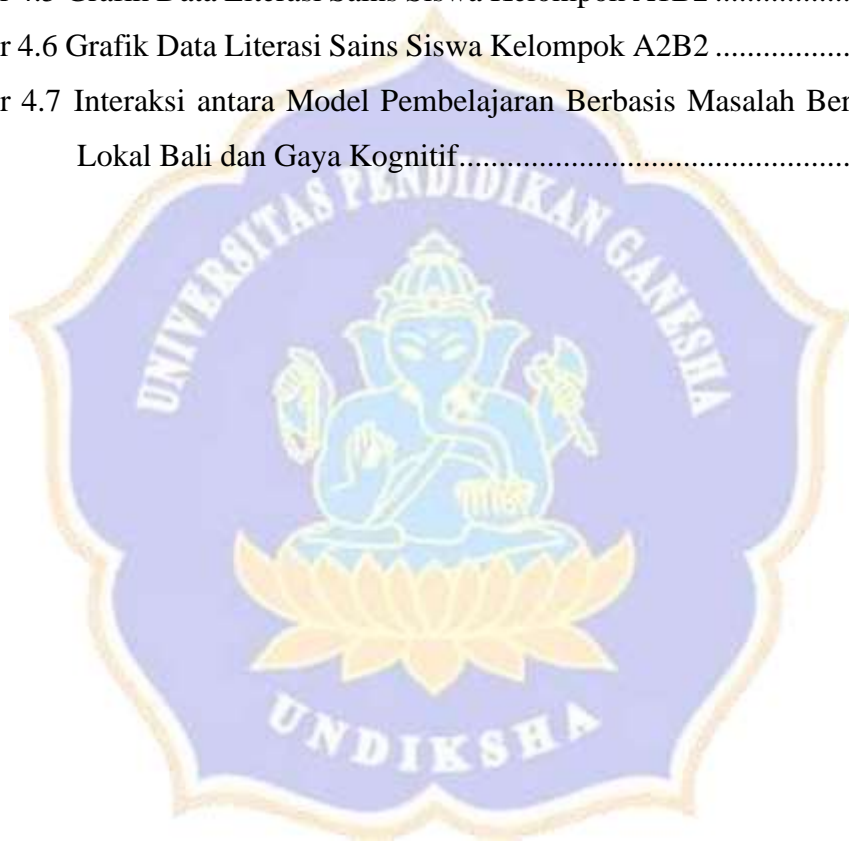 r 4.5 Grafik Data Literasi Sains Siswa Kelompok A1B2 ................
r 4.6 Grafik Data Literasi Sains Siswa Kelompok A2B2 ................
r 4.7 Interaksi antara Model Pembelajaran Berbasis Masalah Ber
Lokal Bali dan Gaya Kognitif..............................................
UNIVERSITAS PENDIDIKAN GANESHA
UNDIKSHA